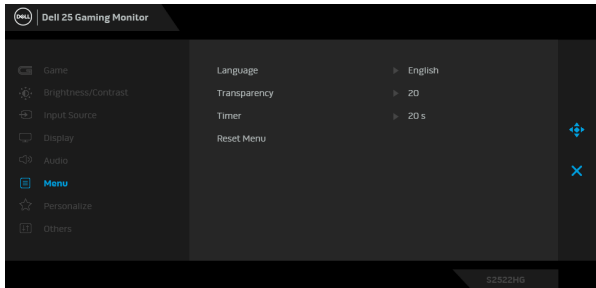 DELL
Dell 25 Gaming Monitor
Game
Brightness/Contrast
Input Source
Display
Audio
Menu
Personalize
Others
Language English
Transparency 20
Timer 20 s
Reset Menu
S2522HG